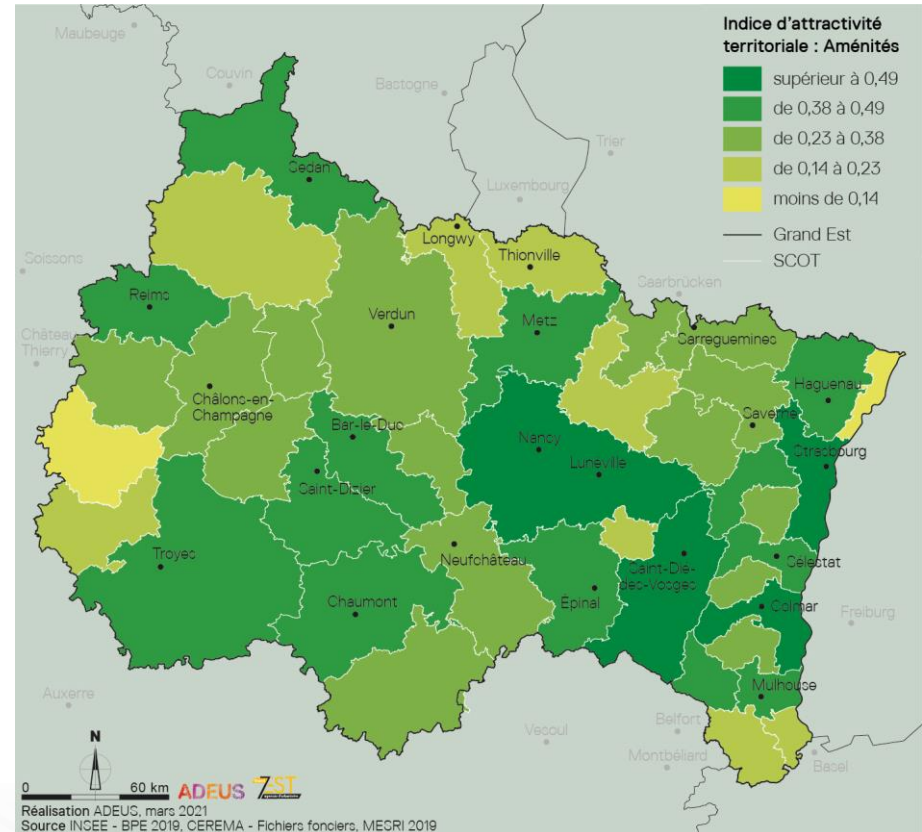 Indice d'attractivité
territoriale : Aménités
supérieur à 0,49
de 0,38 à 0,49
de 0,23 à 0,38
de 0,14 à 0,23
moins de 0,14
Grand Est
SCOT
Maubeuge
Couvin
Bastogne
Trier
Luxembourg
Sedan
Soissons
Longwy
Thionville
Saarbrücken
Reims
Verdun
Metz
Sarreguemines
Château
Thierry
Châlons-en-
Champagne
Haguenau
Saverne
Bar-le-Duc
Nancy
Strasbourg
Saint-Dizier
Lunéville
Troyes
Neufchâteau
Saint-Dié-
des-Vosges
Sélestat
Chaumont
Épinal
Colmar
Freiburg
Auxerre
Mulhouse
Vesoul
Belfort
Montbéliard
Basel
N
0 60 km
ADEUS
7EST
Réalisation ADEUS, mars 2021
Source INSEE - BPE 2019, CEREMA - Fichiers fonciers, MESRI 2019